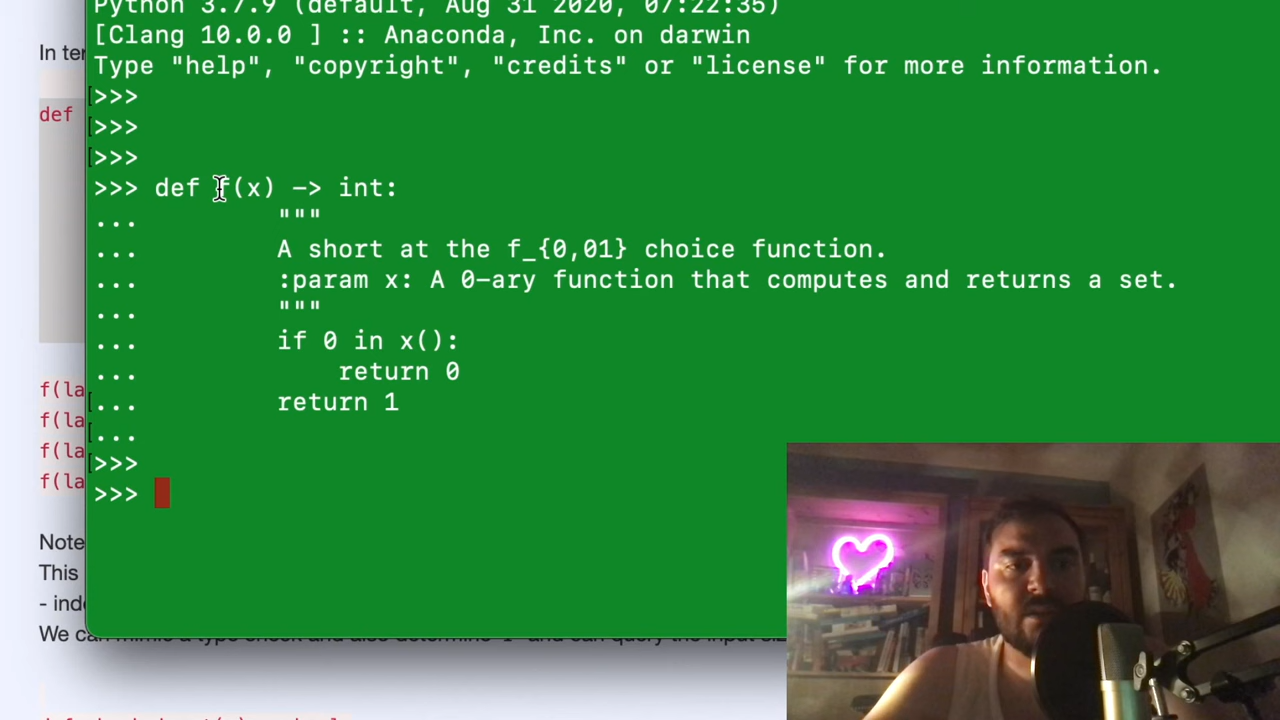 Python 3.7.9 (default, Aug 31 2020, 07:22:35)
[Clang 10.0.0 ] :: Anaconda, Inc. on darwin
Type "help", "copyright", "credits" or "license" for more information.
[>>>
[>>>
[>>>
>>> def f(x) -> int:
... """
... A short at the f_{0,01} choice function.
... :param x: A 0-ary function that computes and returns a set.
... """
... if 0 in x():
... return 0
[... return 1
[...
[>>>
>>>
In
def
f(la
f(la
f(la
f(la
Note
This
We can